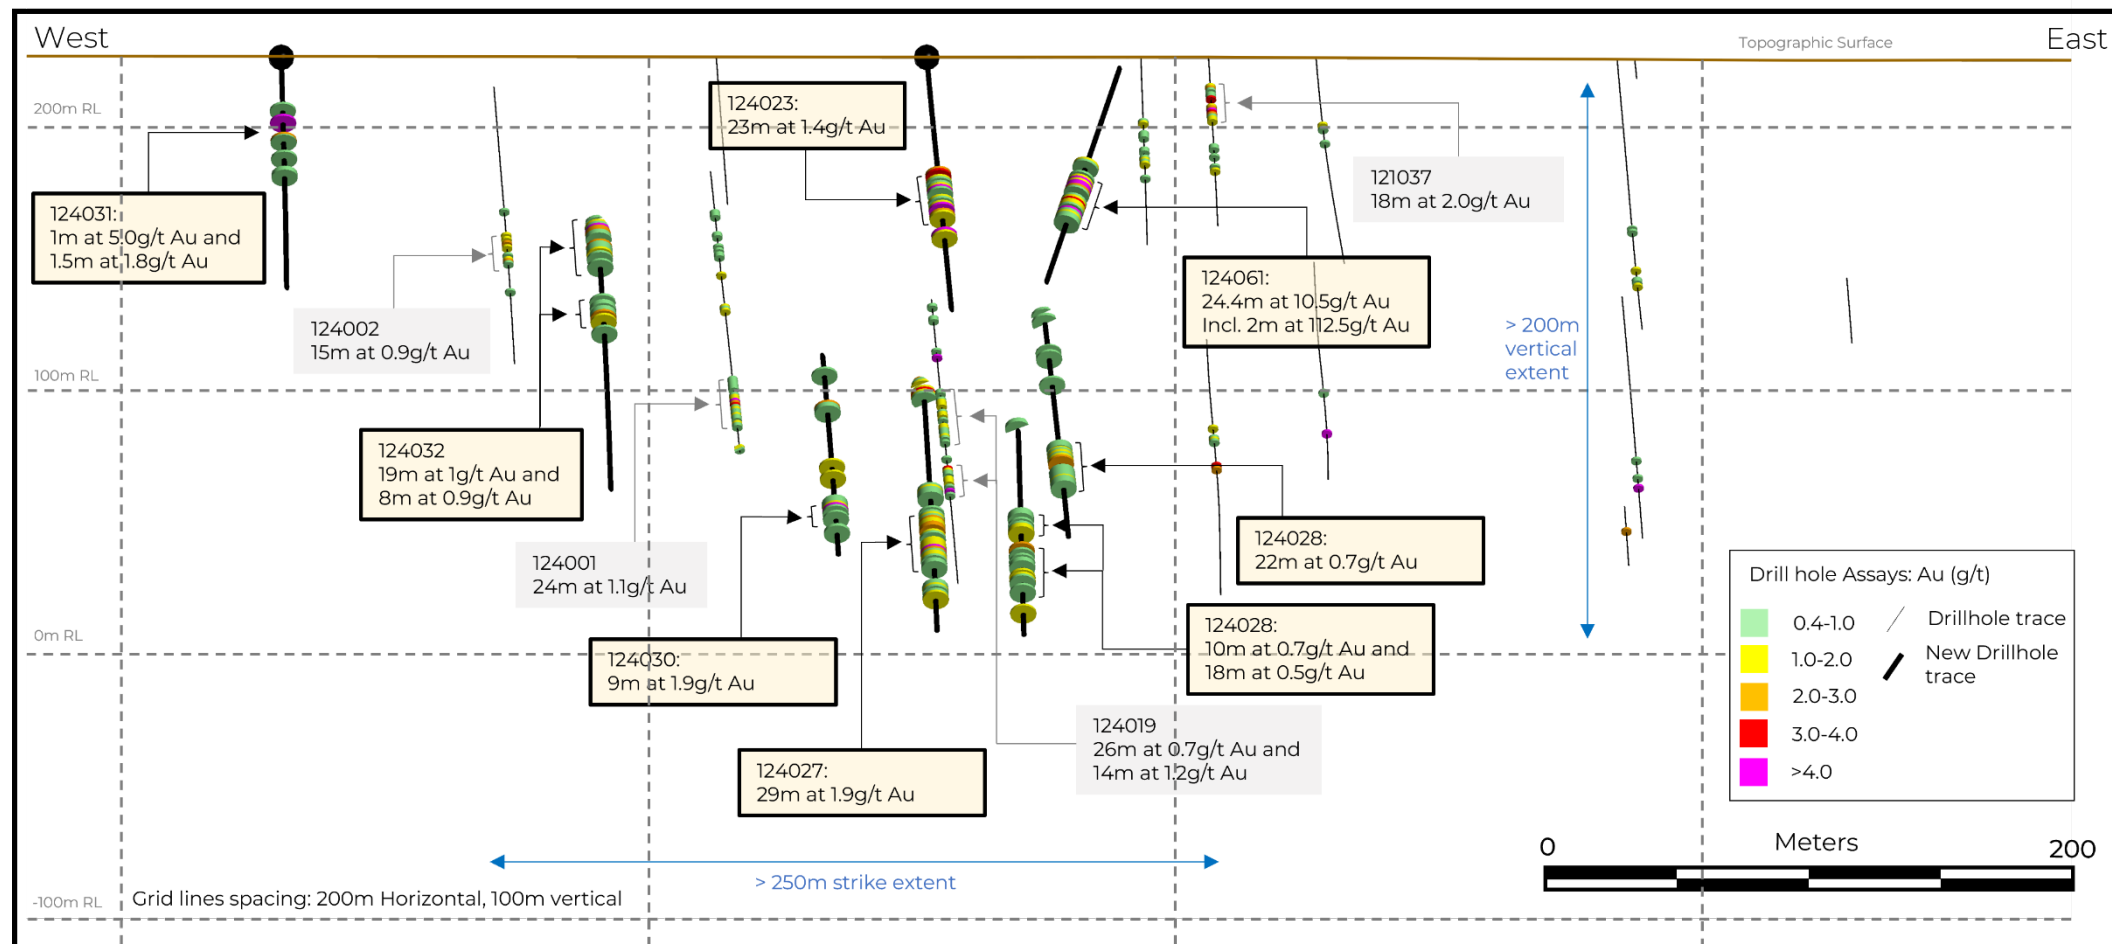 West
Topographic Surface
East
200m RL
124023:
23m at 1.4g/t Au
121037
18m at 2.0g/t Au
124031:
1m at 5.0g/t Au and
1.5m at 1.8g/t Au
124061:
24.4m at 10.5g/t Au
Incl. 2m at 112.5g/t Au
124002
15m at 0.9g/t Au
> 200m
vertical
extent
100m RL
124032
19m at 1g/t Au and
8m at 0.9g/t Au
124001
24m at 1.1g/t Au
124028:
22m at 0.7g/t Au
124028:
10m at 0.7g/t Au and
18m at 0.5g/t Au
0m RL
124030:
9m at 1.9g/t Au
124019
26m at 0.7g/t Au and
14m at 1.2g/t Au
124027:
29m at 1.9g/t Au
Drill hole Assays: Au (g/t)
0.4-1.0
Drillhole trace
1.0-2.0
New Drillhole
trace
2.0-3.0
3.0-4.0
>4.0
0
Meters
200
> 250m strike extent
-100m RL
Grid lines spacing: 200m Horizontal, 100m vertical